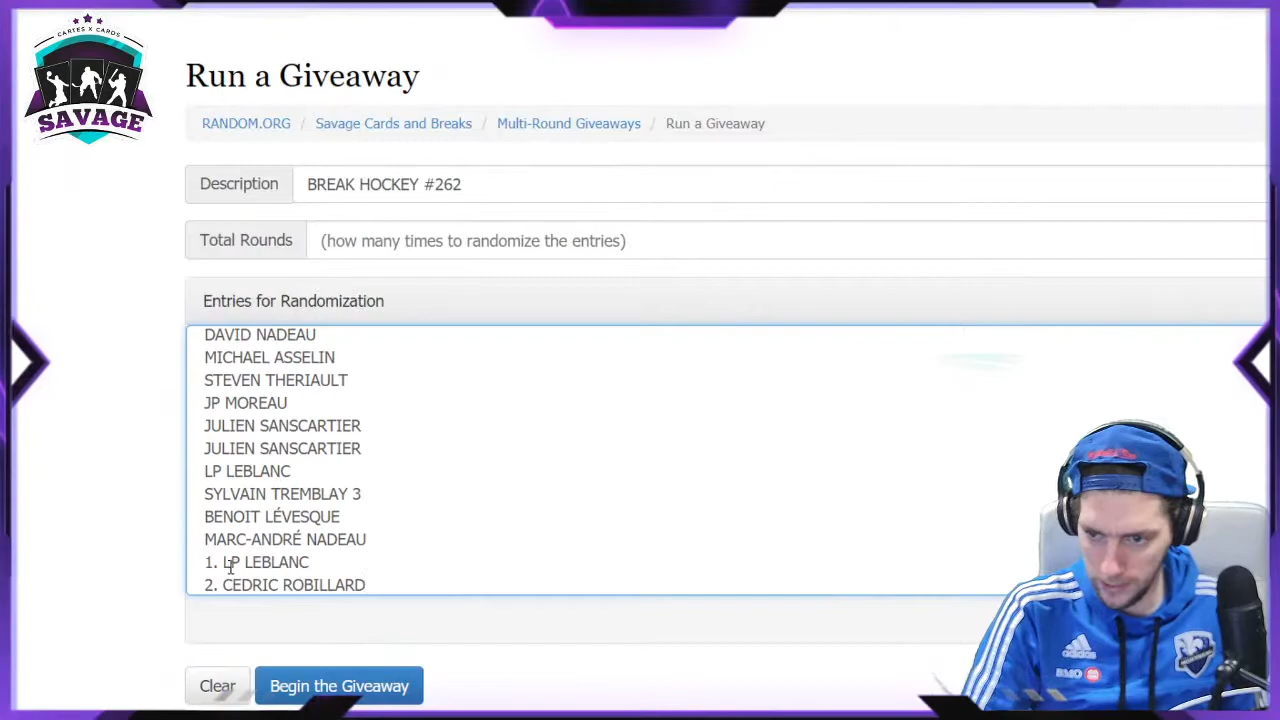 CARTES X CARDS
SAVAGE
Run a Giveaway
RANDOM.ORG / Savage Cards and Breaks / Multi-Round Giveaways / Run a Giveaway
Description BREAK HOCKEY #262
Total Rounds (how many times to randomize the entries)
Entries for Randomization
DAVID NADEAU
MICHAEL ASSELIN
STEVEN THERIAULT
JP MOREAU
JULIEN SANSCARTIER
JULIEN SANSCARTIER
LP LEBLANC
SYLVAIN TREMBLAY 3
BENOIT LÉVESQUE
MARC-ANDRÉ NADEAU
1. LP LEBLANC
2. CEDRIC ROBILLARD
Clear Begin the Giveaway
adidas
BMO